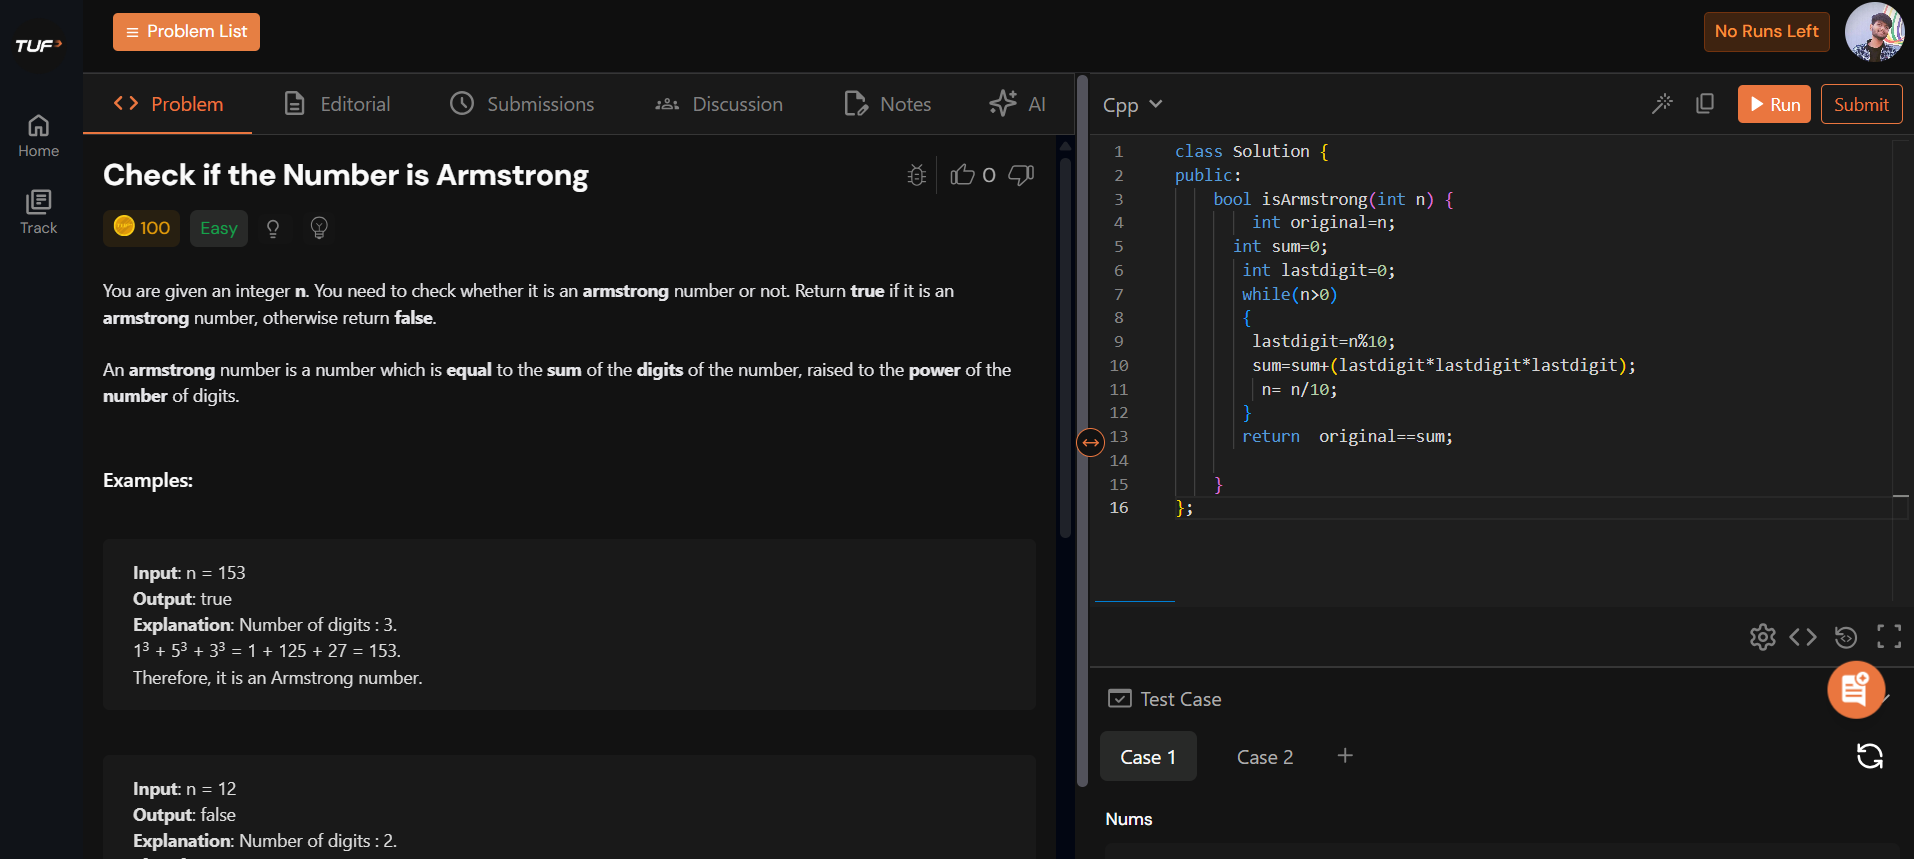 TUF
Problem List
No Runs Left
Home
Track
Problem
Editorial
Submissions
Discussion
Notes
AI
Check if the Number is Armstrong
0
100
Easy
You are given an integer n. You need to check whether it is an armstrong number or not. Return true if it is an
armstrong number, otherwise return false.
An armstrong number is a number which is equal to the sum of the digits of the number, raised to the power of the
number of digits.
Examples:
Input: n = 153
Output: true
Explanation: Number of digits : 3.
1³ + 5³ + 3³ = 1 + 125 + 27 = 153.
Therefore, it is an Armstrong number.
Input: n = 12
Output: false
Explanation: Number of digits : 2.
Cpp
Run
Submit
1 class Solution {
2 public:
3 bool isArmstrong(int n) {
4 int original=n;
5 int sum=0;
6 int lastdigit=0;
7 while(n>0)
8 {
9 lastdigit=n%10;
10 sum=sum+(lastdigit*lastdigit*lastdigit);
11 n= n/10;
12 }
13 return  original==sum;
14
15 }
16 };
Test Case
Case 1
Case 2
+
Nums